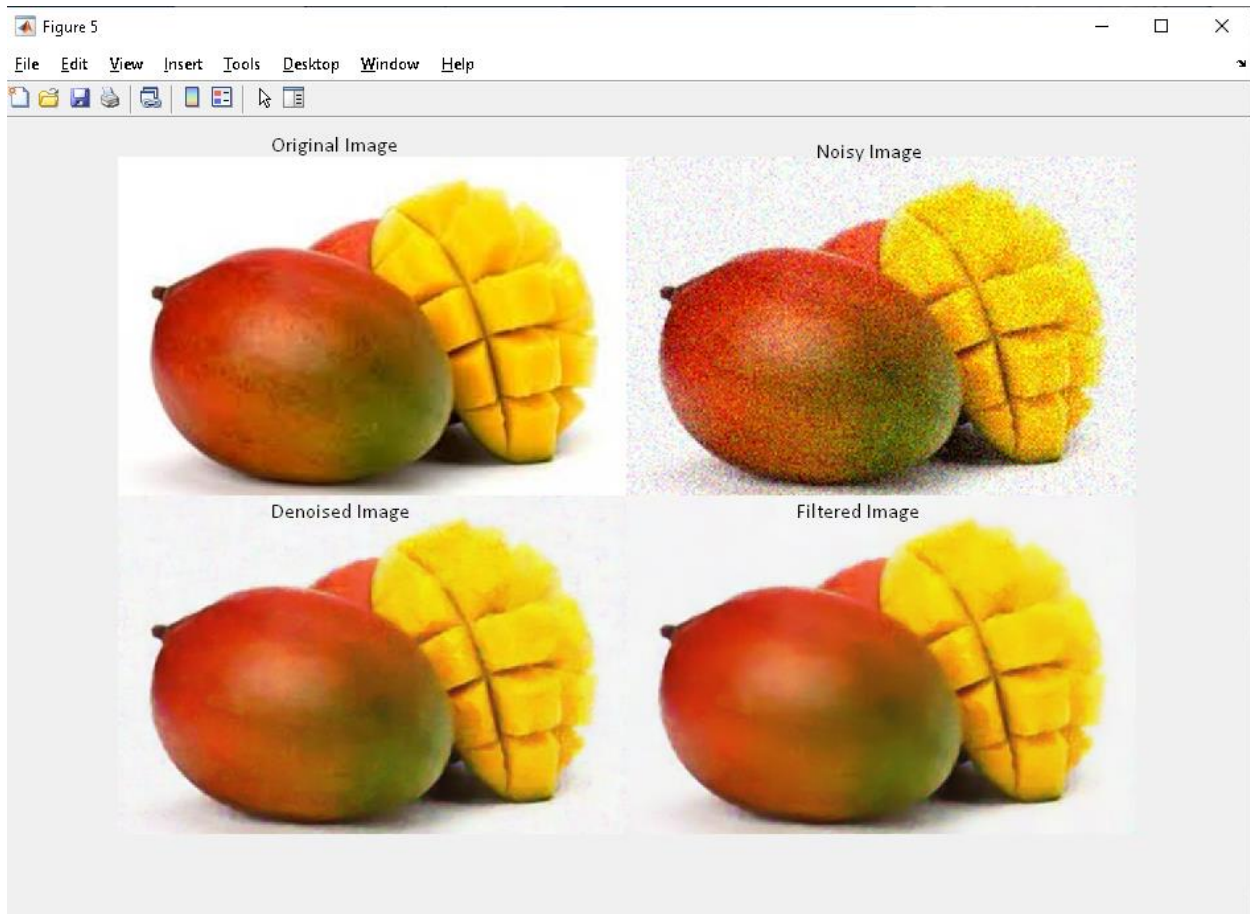 Figure 5
File Edit View Insert Tools Desktop Window Help
Original Image
Noisy Image
Denoised Image
Filtered Image